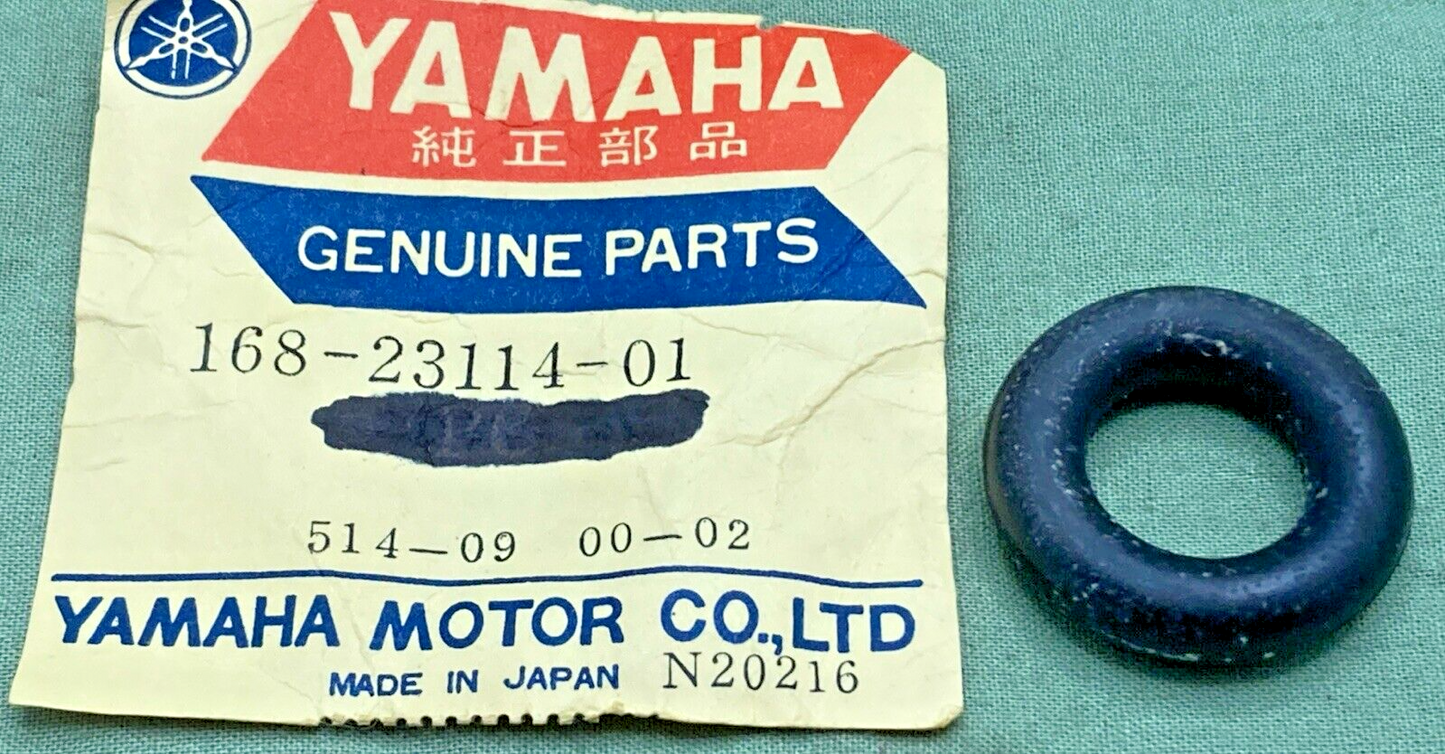 YAMAHA
純正部品
GENUINE PARTS
168-23114-01
514-09 00-02
YAMAHA MOTOR CO.,LTD
MADE IN JAPAN N20216